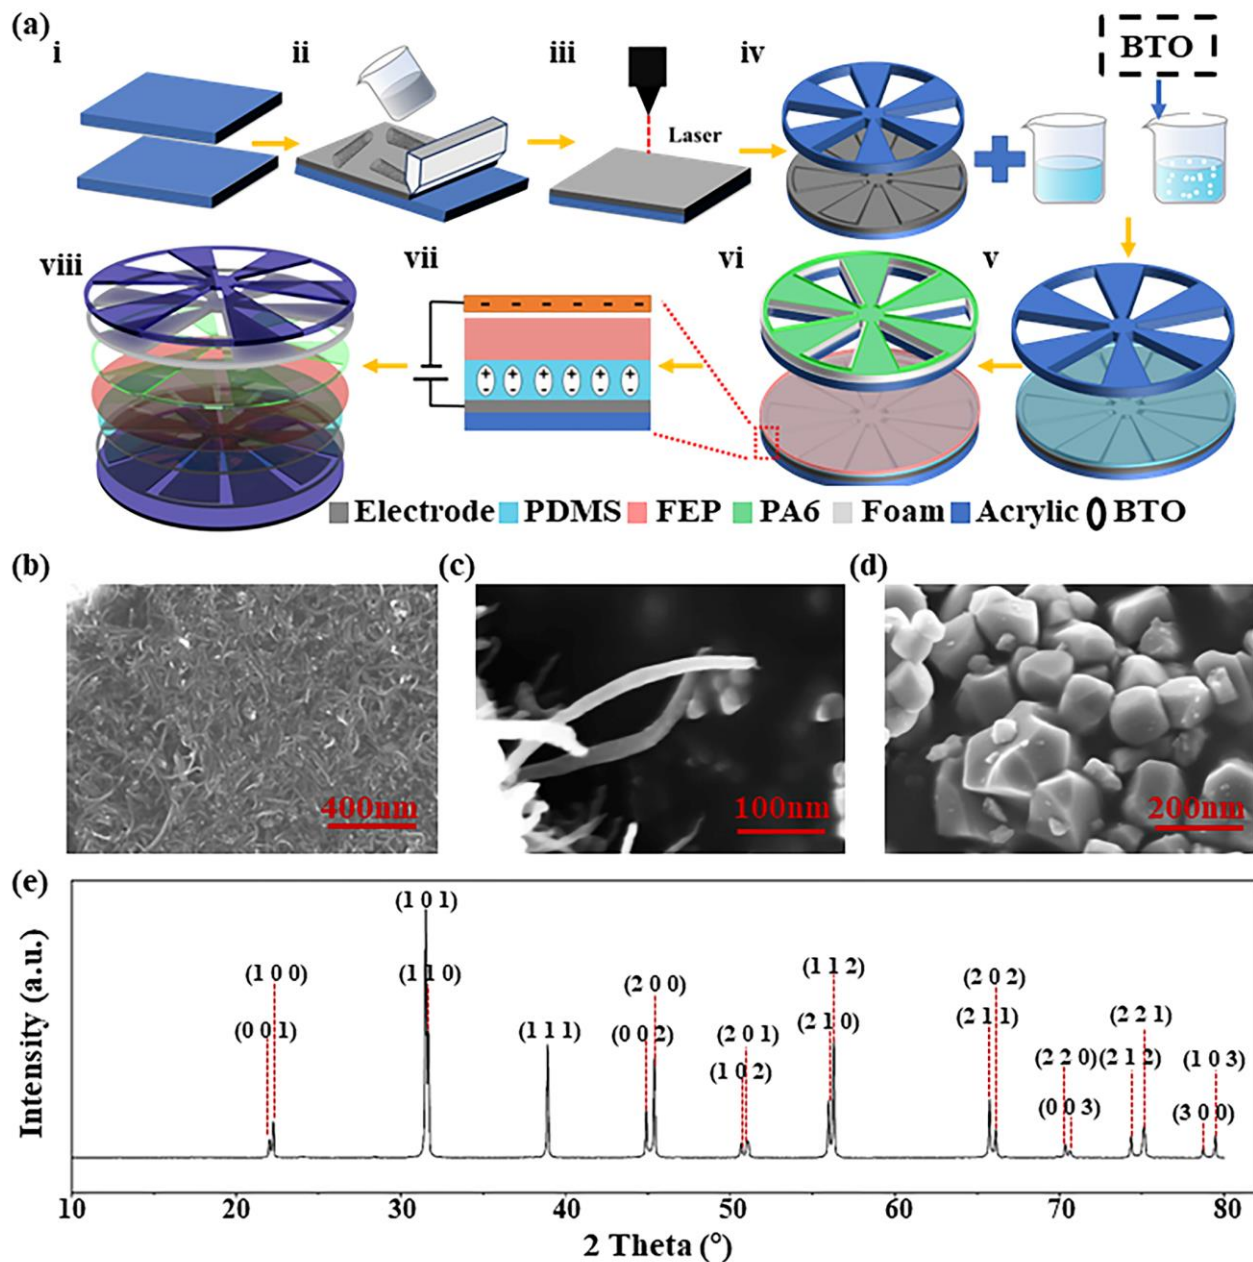 (a)
i
ii
iii
iv
BTO
Laser
viii
vii
vi
v
Electrode PDMS FEP PA6 Foam Acrylic BTO
(b)
(c)
(d)
400nm
100nm
200nm
(e)
(1 0 1)
(1 0 0)
(1 1 0)
(2 0 0)
(1 1 2)
(2 0 2)
(0 0 1)
(1 1 1)
(0 0 2)
(2 0 1)
(2 1 0)
(2 1 1)
(2 2 1)
(1 0 2)
(2 2 0)
(2 1 2)
(1 0 3)
(0 0 3)
(3 0 0)
Intensity (a.u.)
10 20 30 40 50 60 70 80
2 Theta (°)